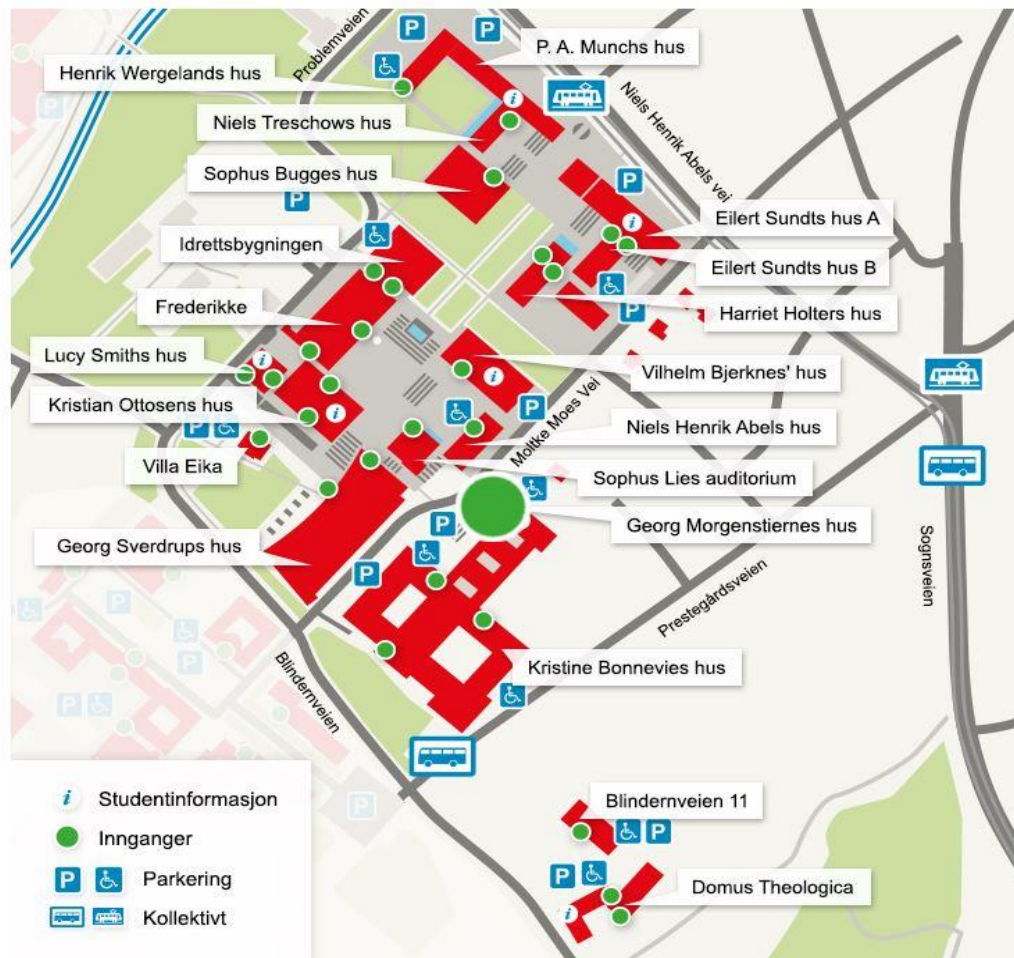 P
P
P. A. Munchs hus
Problemveien
Henrik Wergelands hus
i
Niels Henrik Abels vei
Niels Treschows hus
Sophus Bugges hus
P
P
Eilert Sundts hus A
i
Idrettsbygningen
Eilert Sundts hus B
Frederikke
P
Harriet Holters hus
Lucy Smiths hus
i
Vilhelm Bjerknes' hus
i
Kristian Ottosens hus
i
P
P
Niels Henrik Abels hus
Moltke Moes Vei
Villa Eika
Sophus Lies auditorium
P
Georg Morgenstiernes hus
Georg Sverdrups hus
P
Sognsveien
Prestegårdsveien
P
P
P
Blindernveien
Kristine Bonnevies hus
P
P
i Studentinformasjon
Blindernveien 11
Innganger
P
P
P Parkering
Domus Theologica
i
Kollektivt